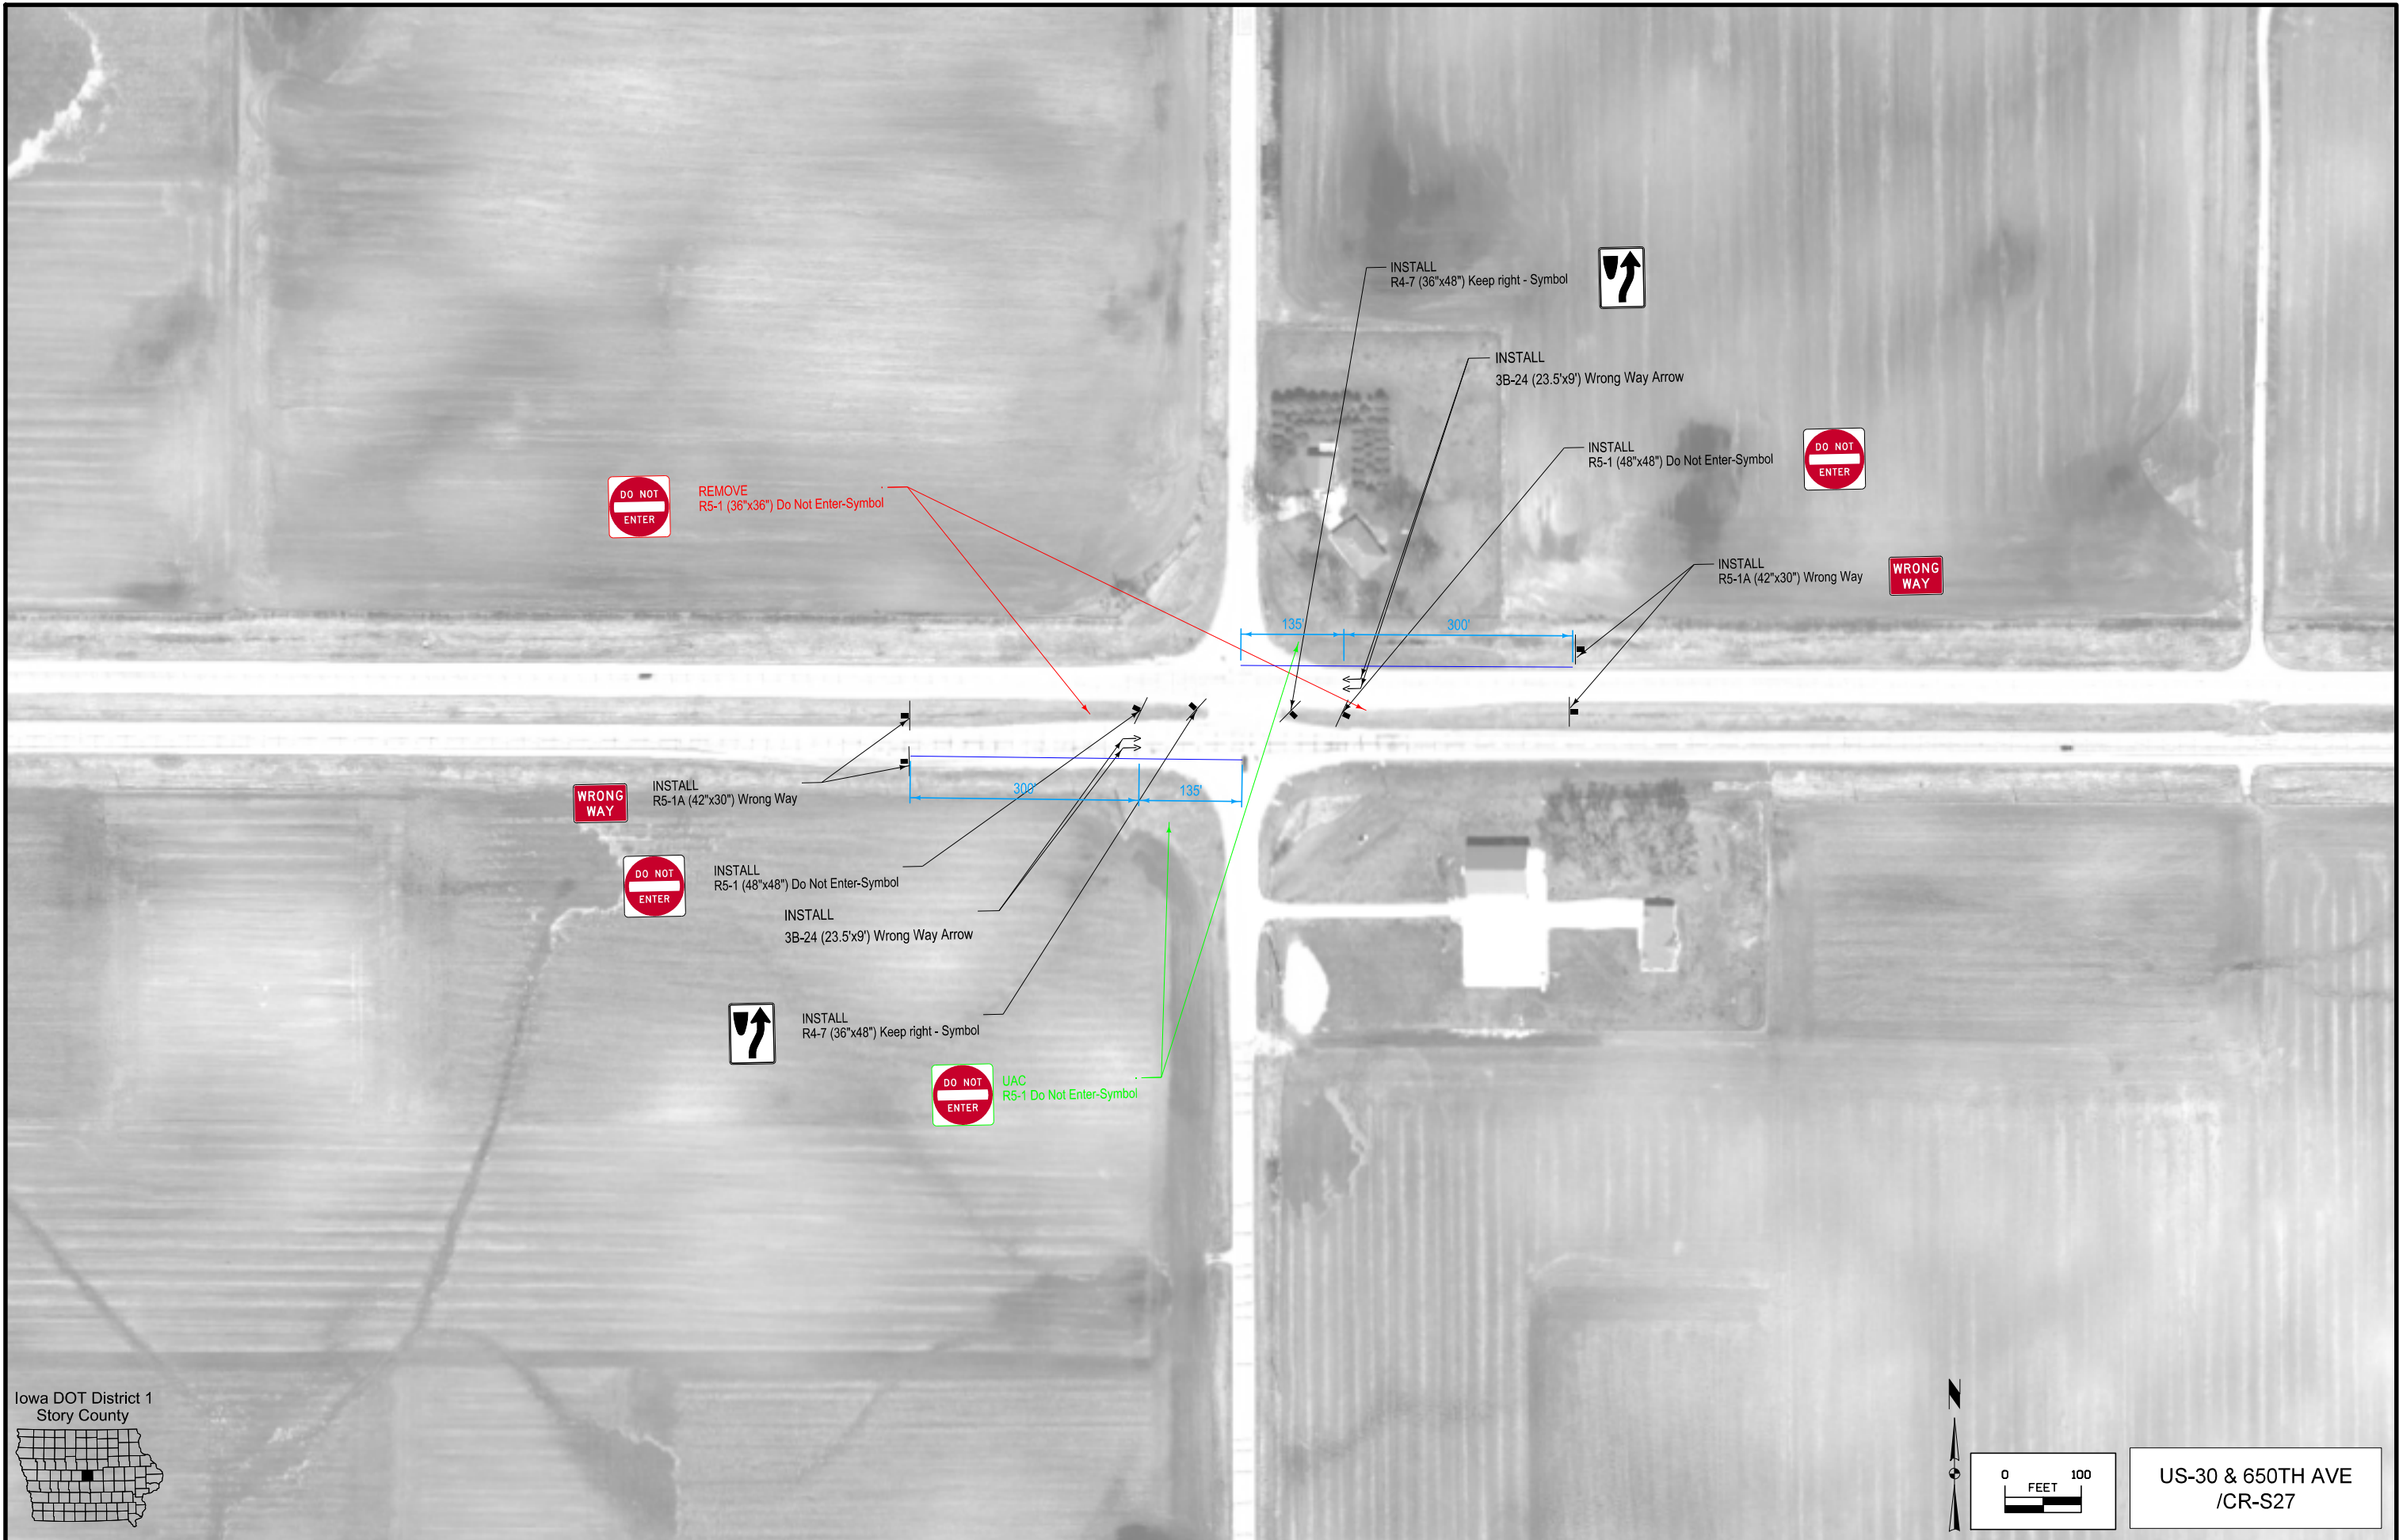 INSTALL
R4-7 (36"x48") Keep right - Symbol
INSTALL
3B-24 (23.5'x9') Wrong Way Arrow
INSTALL
R5-1 (48"x48") Do Not Enter-Symbol
DO NOT
ENTER
DO NOT
ENTER
REMOVE
R5-1 (36"x36") Do Not Enter-Symbol
INSTALL
R5-1A (42"x30") Wrong Way
WRONG
WAY
135'
300'
WRONG
WAY
INSTALL
R5-1A (42"x30") Wrong Way
300'
135'
DO NOT
ENTER
INSTALL
R5-1 (48"x48") Do Not Enter-Symbol
INSTALL
3B-24 (23.5'x9') Wrong Way Arrow
INSTALL
R4-7 (36"x48") Keep right - Symbol
DO NOT
ENTER
UAC
R5-1 Do Not Enter-Symbol
Iowa DOT District 1
Story County
N
0 100
FEET
US-30 & 650TH AVE
/CR-S27